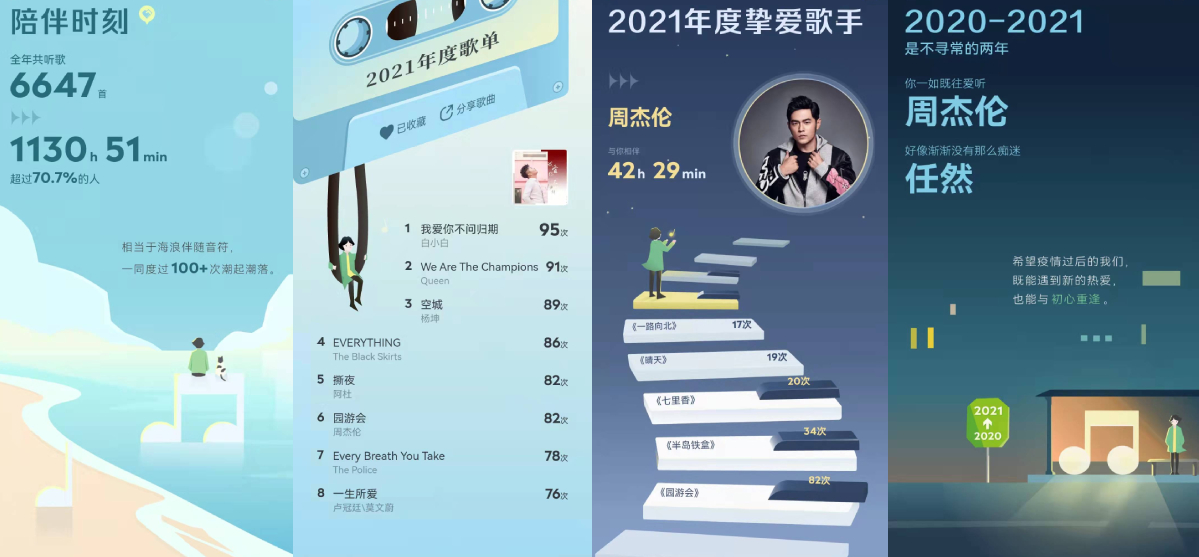 陪伴时刻
全年共听歌
6647首
1130h 51min
超过70.7%的人
相当于海浪伴随音符，
一同度过100+次潮起潮落。
2021年度歌单
已收藏 分享歌曲
1 我爱你不问归期 95次
白小白
2 We Are The Champions 91次
Queen
3 空城 89次
杨坤
4 EVERYTHING 86次
The Black Skirts
5 撕夜 82次
阿杜
6 园游会 82次
周杰伦
7 Every Breath You Take 78次
The Police
8 一生所爱 76次
卢冠廷\莫文蔚
2021年度挚爱歌手
周杰伦
与你相伴
42h 29min
《一路向北》 17次
《晴天》 19次
《七里香》 20次
《半岛铁盒》 34次
《园游会》 82次
2020-2021
是不寻常的两年
你一如既往爱听
周杰伦
好像渐渐没有那么痴迷
任然
希望疫情过后的我们，
既能遇到新的热爱，
也能与初心重逢。
2021
2020